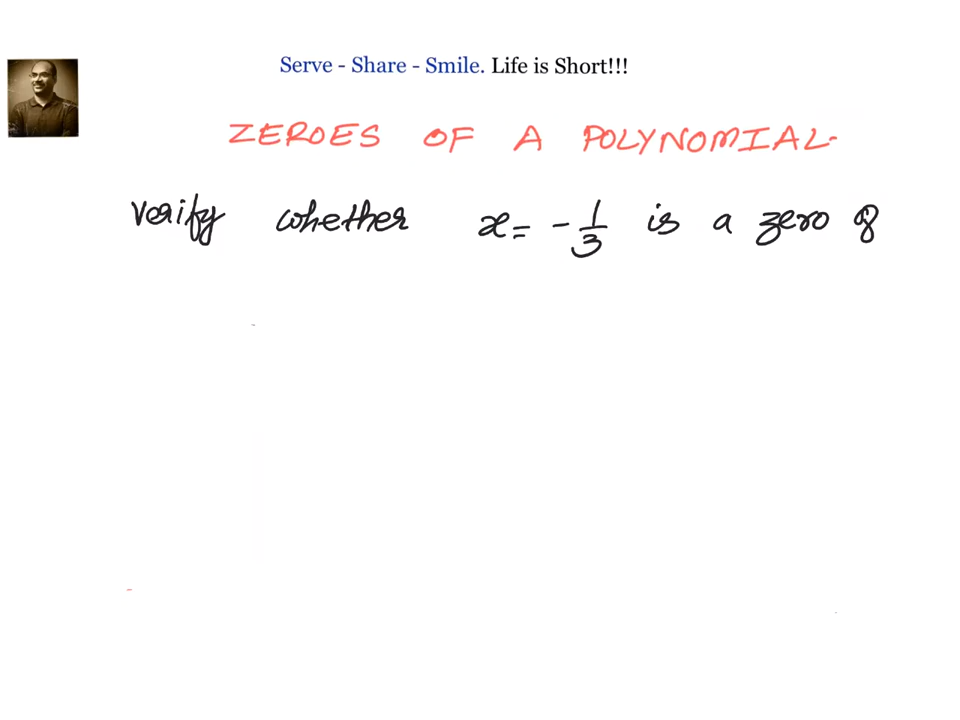 Serve - Share - Smile. Life is Short!!!
ZEROES OF A POLYNOMIAL-
Verify whether x = -1/3 is a zero of